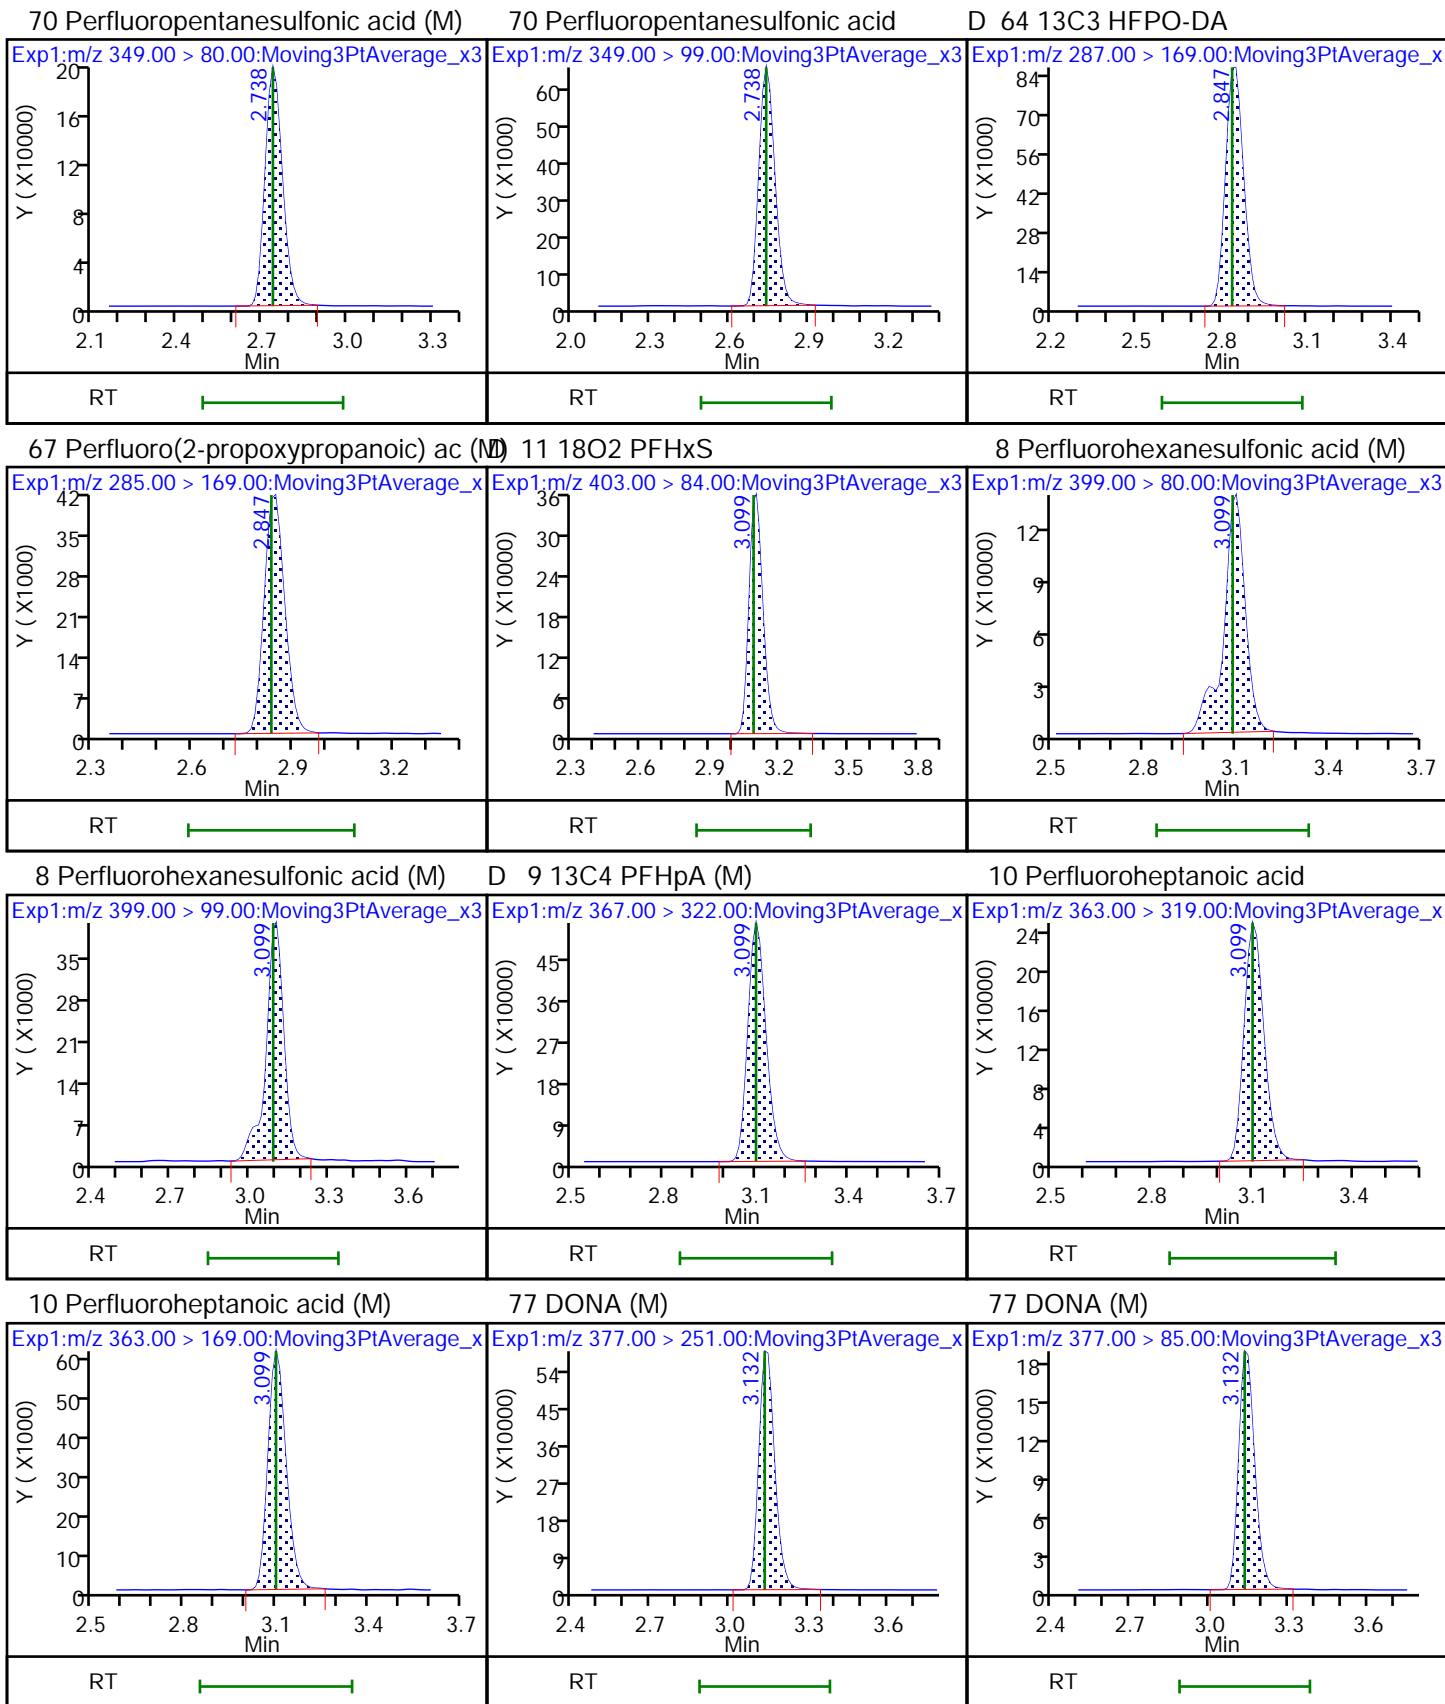 70 Perfluoropentanesulfonic acid (M)
Exp1:m/z 349.00 > 80.00:Moving3PtAverage_x3
Y ( X10000)
20
16
12
8
4
0
2.738
2.1 2.4 2.7 3.0 3.3
Min
RT
70 Perfluoropentanesulfonic acid
Exp1:m/z 349.00 > 99.00:Moving3PtAverage_x3
Y ( X1000)
60
50
40
30
20
10
0
2.738
2.0 2.3 2.6 2.9 3.2
Min
RT
D 64 13C3 HFPO-DA
Exp1:m/z 287.00 > 169.00:Moving3PtAverage_x
Y ( X1000)
84
70
56
42
28
14
0
2.847
2.2 2.5 2.8 3.1 3.4
Min
RT
67 Perfluoro(2-propoxypropanoic) ac (M)
Exp1:m/z 285.00 > 169.00:Moving3PtAverage_x
Y ( X1000)
42
35
28
21
14
7
0
2.847
2.3 2.6 2.9 3.2
Min
RT
D 11 18O2 PFHxS
Exp1:m/z 403.00 > 84.00:Moving3PtAverage_x3
Y ( X10000)
36
30
24
18
12
6
0
3.099
2.3 2.6 2.9 3.2 3.5 3.8
Min
RT
8 Perfluorohexanesulfonic acid (M)
Exp1:m/z 399.00 > 80.00:Moving3PtAverage_x3
Y ( X10000)
12
9
6
3
0
3.099
2.5 2.8 3.1 3.4 3.7
Min
RT
8 Perfluorohexanesulfonic acid (M)
Exp1:m/z 399.00 > 99.00:Moving3PtAverage_x3
Y ( X1000)
35
28
21
14
7
0
3.099
2.4 2.7 3.0 3.3 3.6
Min
RT
D 9 13C4 PFHpA (M)
Exp1:m/z 367.00 > 322.00:Moving3PtAverage_x
Y ( X10000)
45
36
27
18
9
0
3.099
2.5 2.8 3.1 3.4 3.7
Min
RT
10 Perfluoroheptanoic acid
Exp1:m/z 363.00 > 319.00:Moving3PtAverage_x
Y ( X10000)
24
20
16
12
8
4
0
3.099
2.5 2.8 3.1 3.4
Min
RT
10 Perfluoroheptanoic acid (M)
Exp1:m/z 363.00 > 169.00:Moving3PtAverage_x
Y ( X1000)
60
50
40
30
20
10
0
3.099
2.5 2.8 3.1 3.4 3.7
Min
RT
77 DONA (M)
Exp1:m/z 377.00 > 251.00:Moving3PtAverage_x
Y ( X10000)
54
45
36
27
18
9
0
3.132
2.4 2.7 3.0 3.3 3.6
Min
RT
77 DONA (M)
Exp1:m/z 377.00 > 85.00:Moving3PtAverage_x3
Y ( X10000)
18
15
12
9
6
3
0
3.132
2.4 2.7 3.0 3.3 3.6
Min
RT